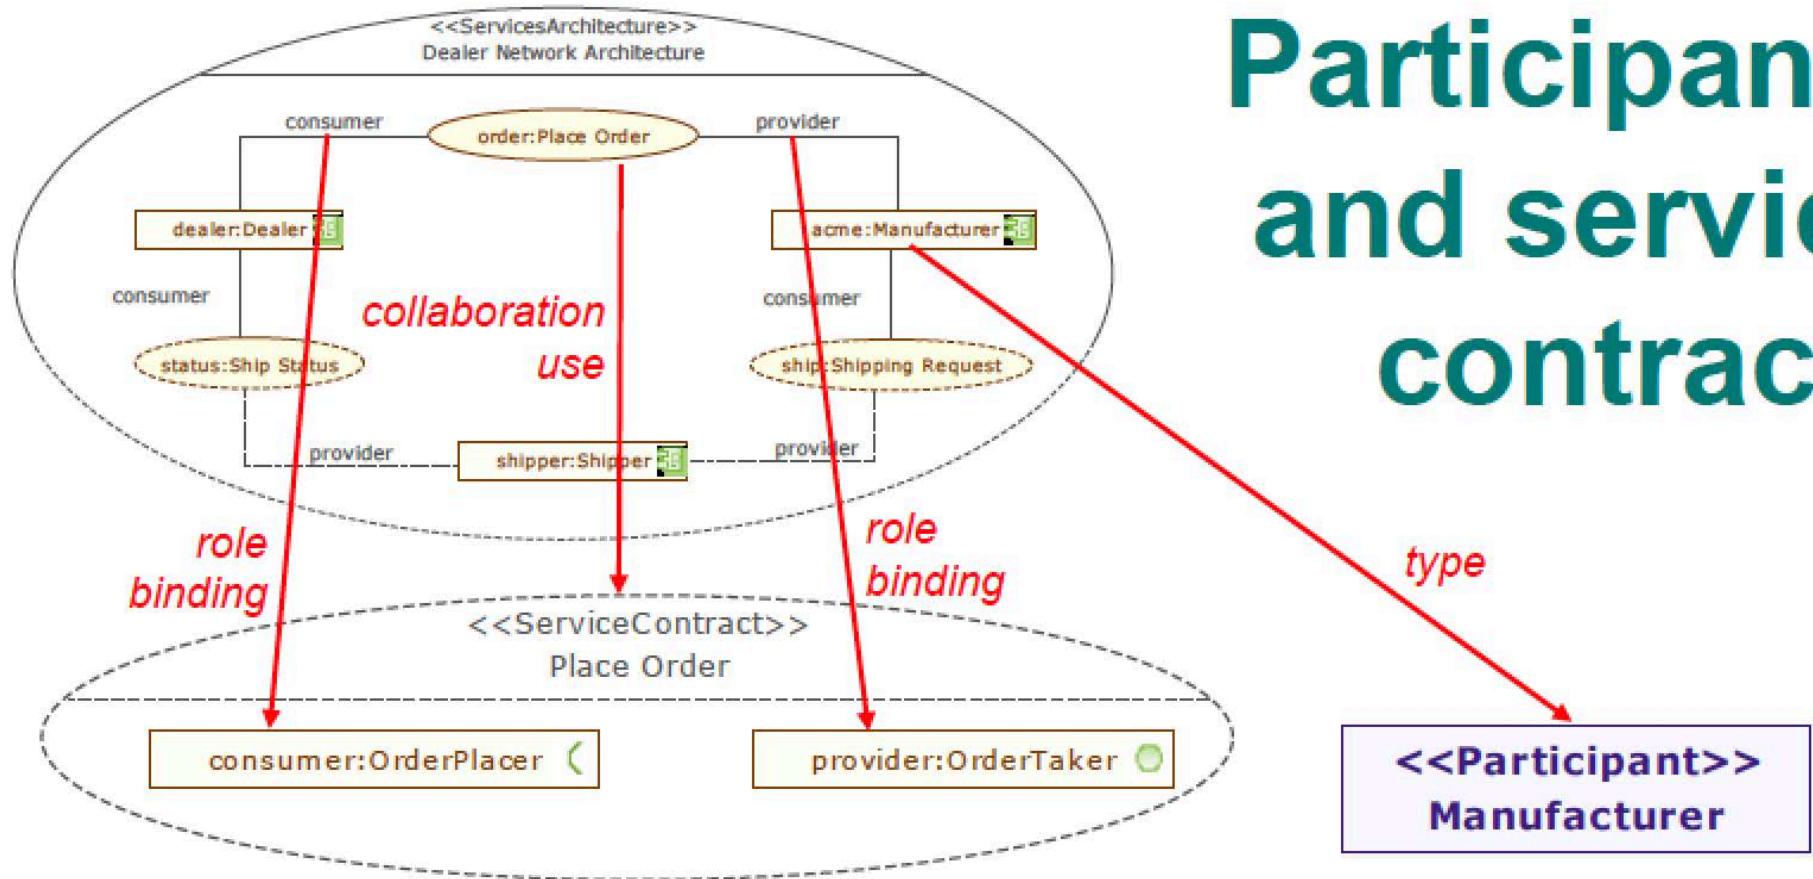 <<ServicesArchitecture>>
Dealer Network Architecture
Participan
and servic
contrac
consumer
order:Place Order
provider
dealer:Dealer
acme:Manufacturer
consumer
collaboration
use
consumer
status:Ship Status
ship:Shipping Request
provider
shipper:Shipper
provider
role
binding
role
binding
type
<<ServiceContract>>
Place Order
consumer:OrderPlacer
provider:OrderTaker
<<Participant>>
Manufacturer